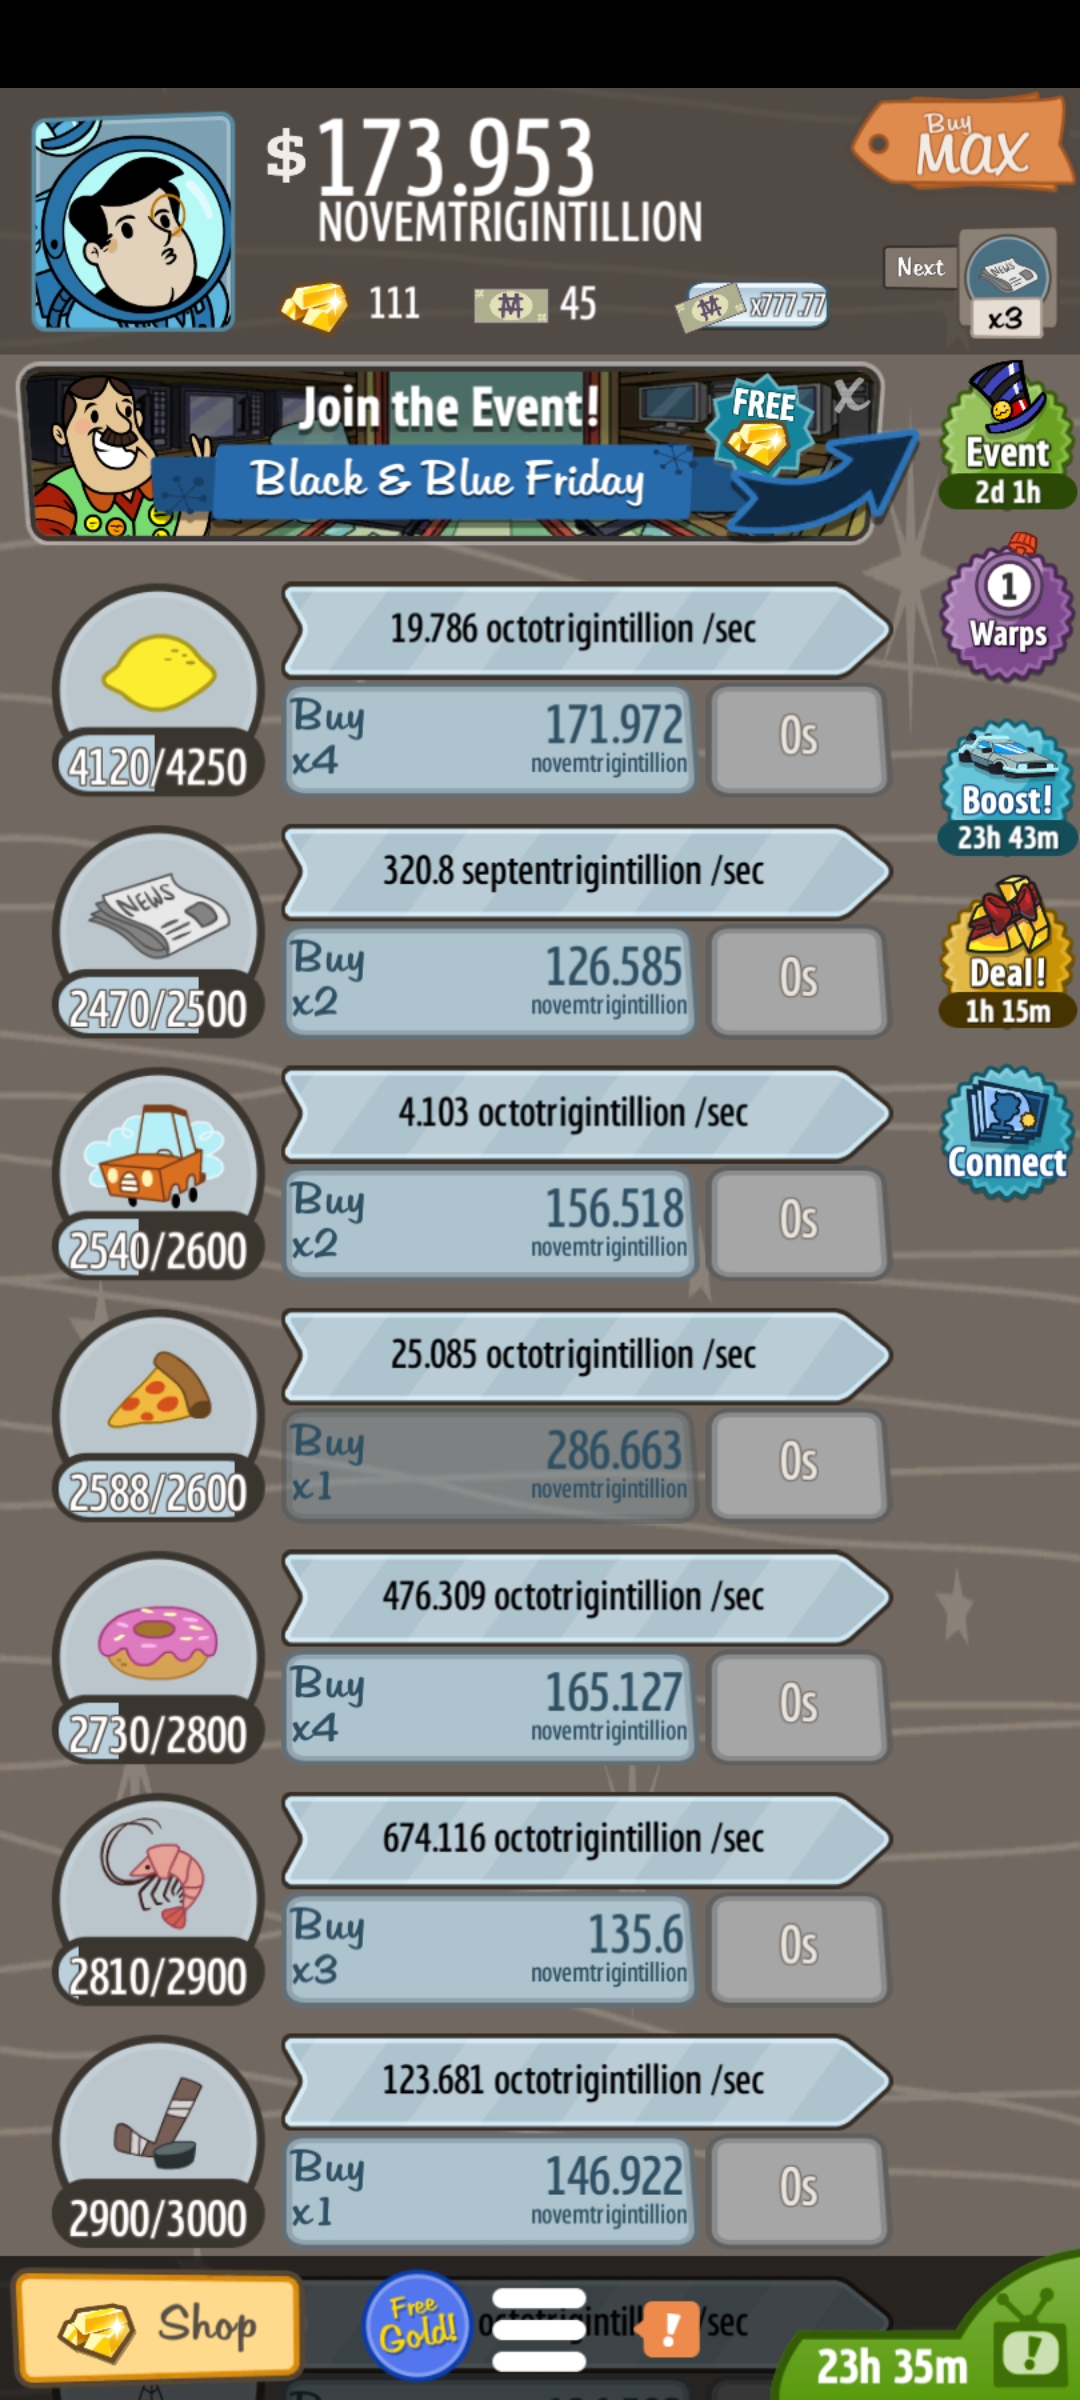 $173.953
NOVEMTRIGINTILLION
Buy
MAX
111
45
x777.77
Next
NEWS
x3
Join the Event!
FREE
X
Black & Blue Friday
Event
2d 1h
19.786 octotrigintillion /sec
1
Warps
4120/4250
Buy
x4
171.972
novemtrigintillion
0s
Boost!
23h 43m
NEWS
320.8 septentrigintillion /sec
2470/2500
Buy
x2
126.585
novemtrigintillion
0s
Deal!
1h 15m
4.103 octotrigintillion /sec
Connect
2540/2600
Buy
x2
156.518
novemtrigintillion
0s
25.085 octotrigintillion /sec
2588/2600
Buy
x1
286.663
novemtrigintillion
0s
476.309 octotrigintillion /sec
2730/2800
Buy
x4
165.127
novemtrigintillion
0s
674.116 octotrigintillion /sec
2810/2900
Buy
x3
135.6
novemtrigintillion
0s
123.681 octotrigintillion /sec
2900/3000
Buy
x1
146.922
novemtrigintillion
0s
Shop
Free
Gold!
!
/sec
23h 35m
!